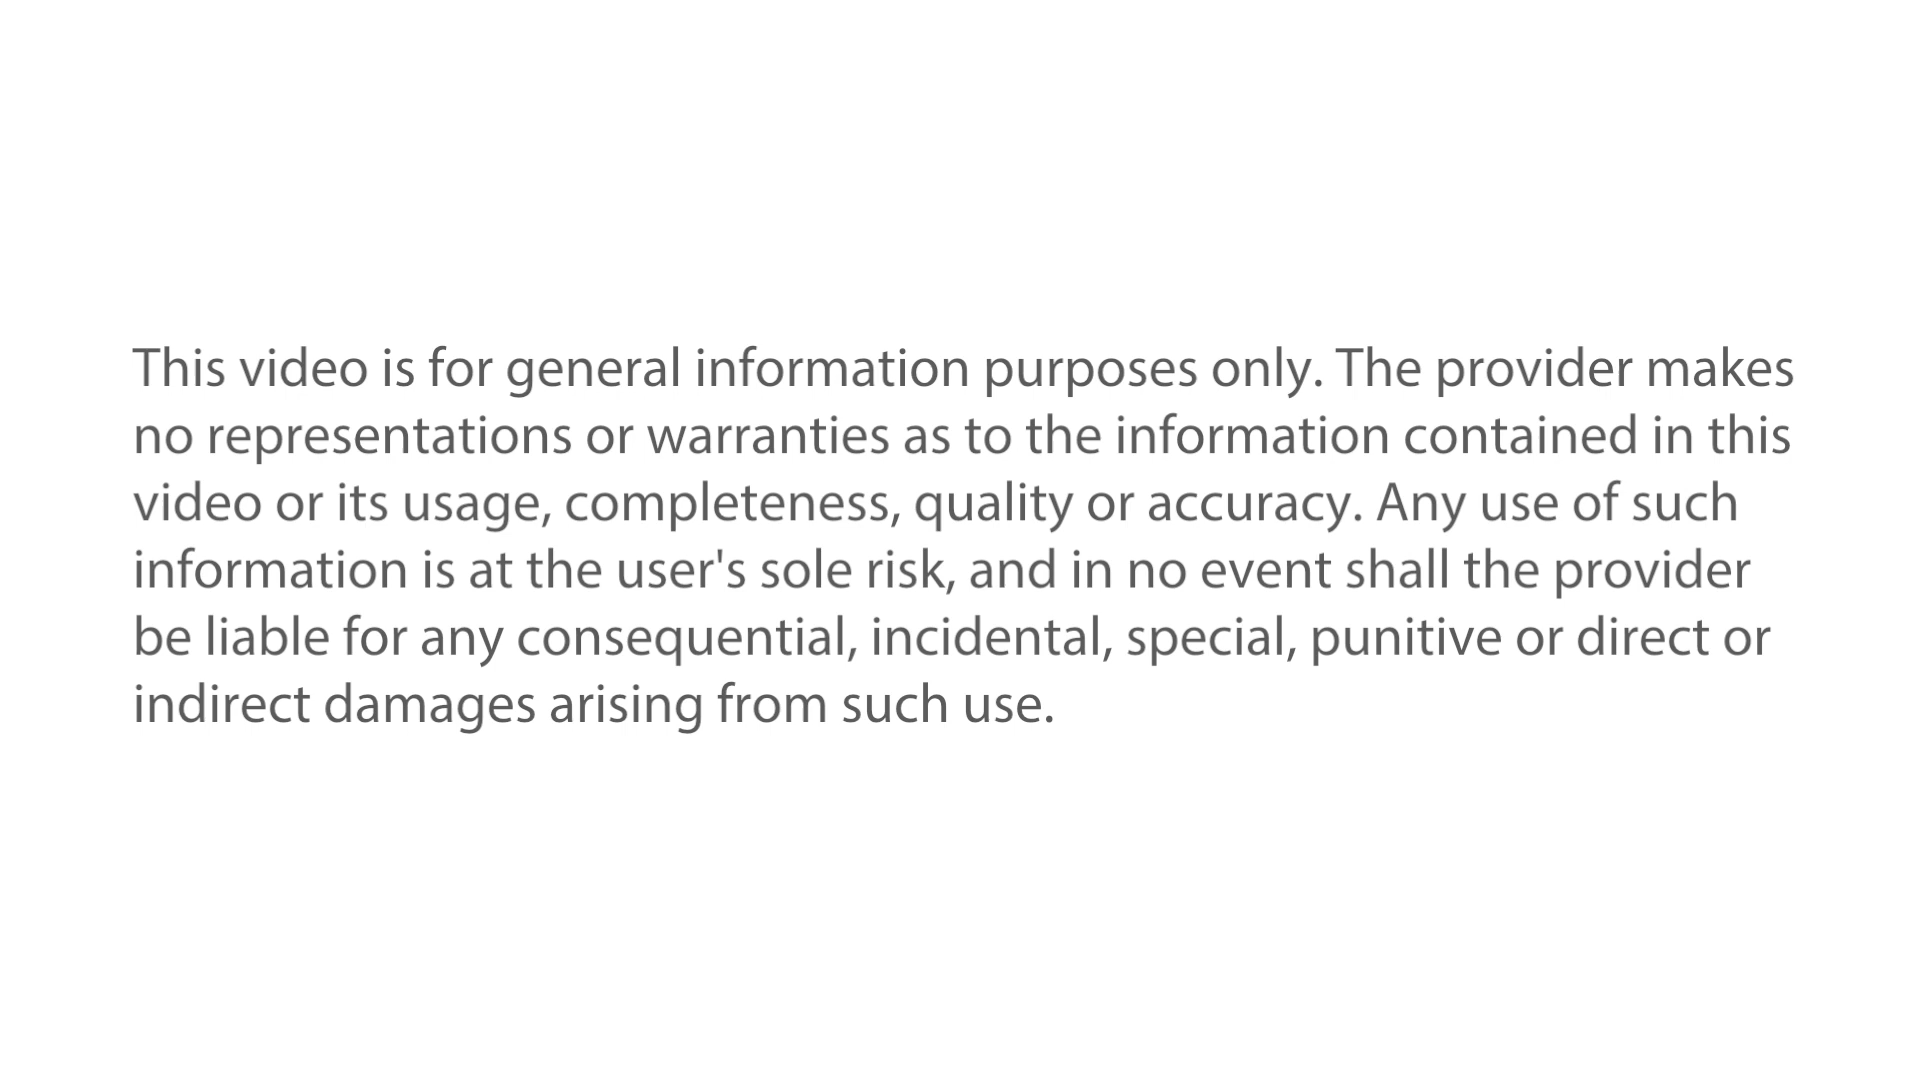 This video is for general information purposes only. The provider makes
no representations or warranties as to the information contained in this
video or its usage, completeness, quality or accuracy. Any use of such
information is at the user's sole risk, and in no event shall the provider
be liable for any consequential, incidental, special, punitive or direct or
indirect damages arising from such use.